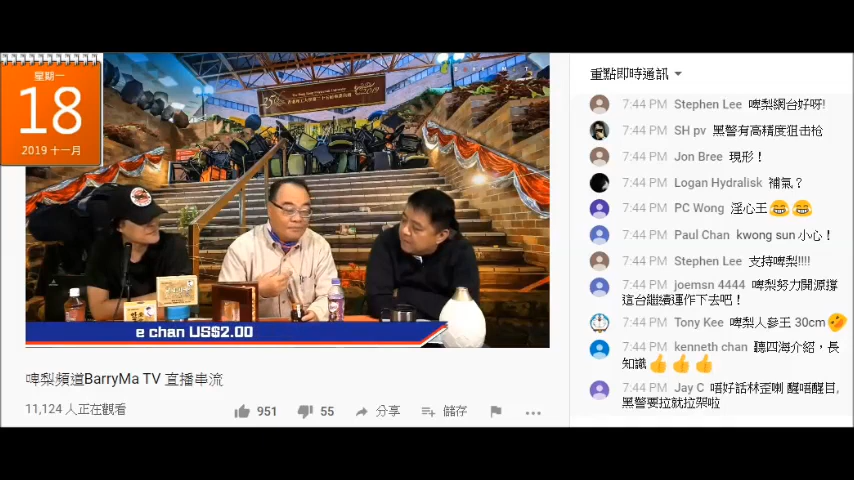 星期一
18
2019 十一月
e chan US$2.00
啤梨頻道BarryMa TV 直播串流
11,124 人正在觀看
951
55
分享
儲存
重點即時通訊
7:44 PM Stephen Lee 啤梨網台好呀!
7:44 PM SH pv 黑警有高精度狙击枪
7:44 PM Jon Bree 現形！
7:44 PM Logan Hydralisk 補氣？
7:44 PM PC Wong 淫心王😂😂
7:44 PM Paul Chan kwong sun 小心！
7:44 PM Stephen Lee 支持啤梨!!!!
7:44 PM joemsn 4444 啤梨努力開源撐
這台繼續運作下去吧！
7:44 PM Tony Kee 啤梨人參王 30cm
7:44 PM kenneth chan 聽四海介紹，長
知識👍👍👍
7:44 PM Jay C 唔好話林歪喇 醒唔醒目,
黑警要拉就拉架啦